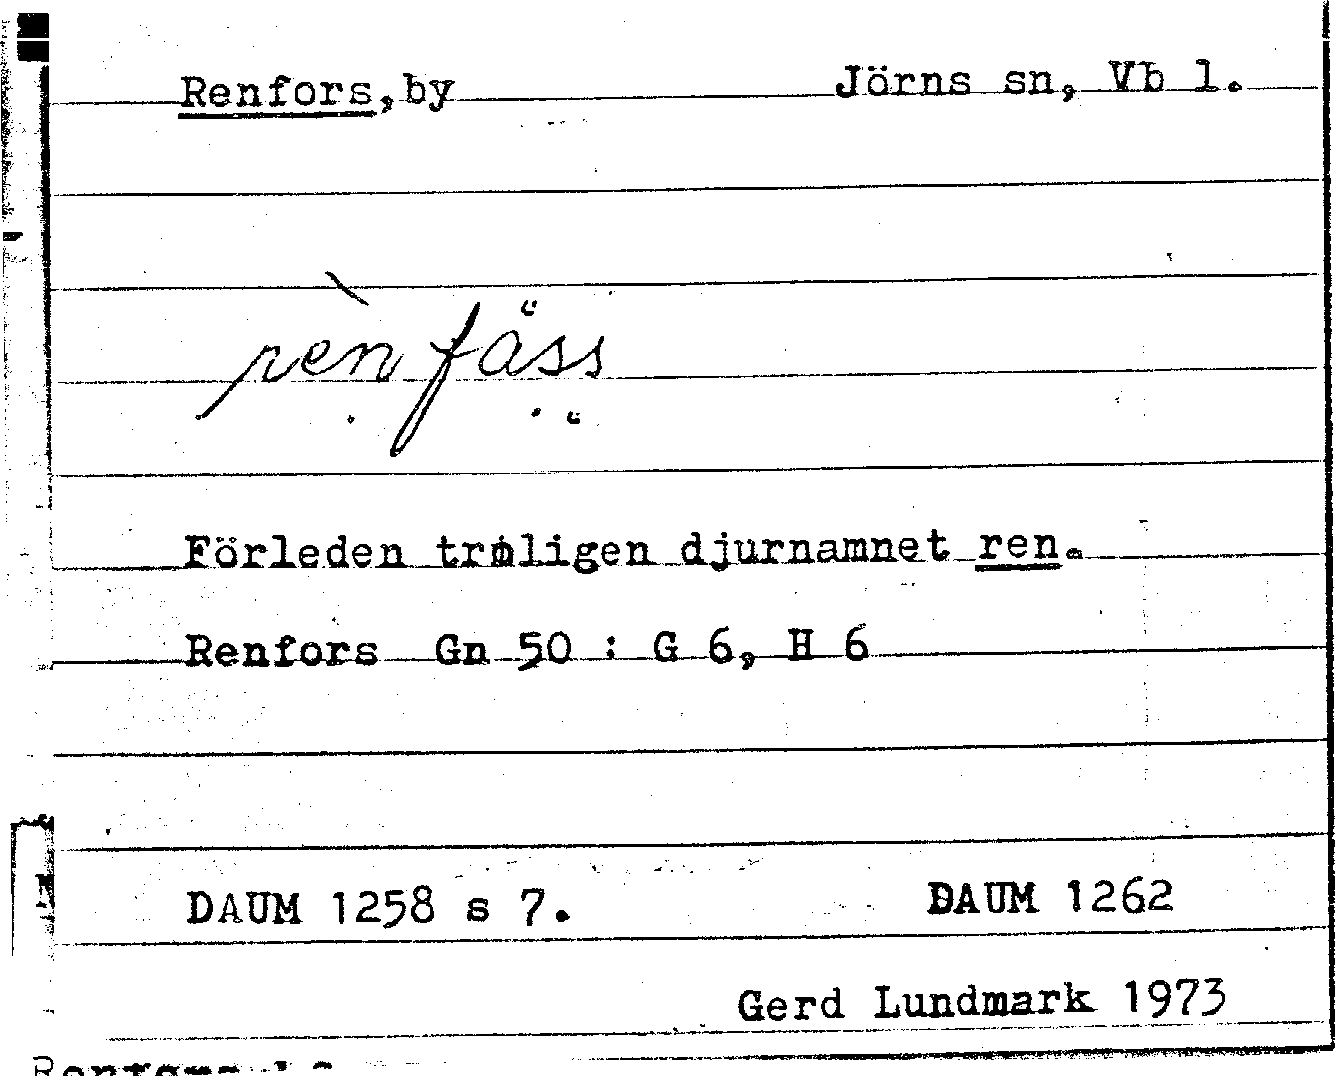 Renfors, by Jörns sn, Vb l.
rènfäss
Förleden troligen djurnamnet ren.
Renfors Gn 50 : G 6, H 6
DAUM 1258 s 7. DAUM 1262
Gerd Lundmark 1973